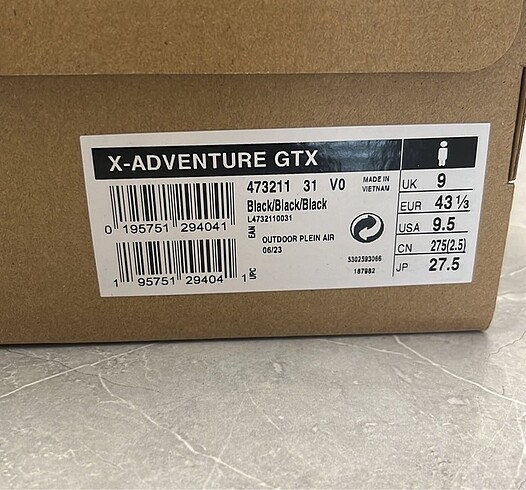 X-ADVENTURE GTX
473211 31 V0
MADE IN
VIETNAM
Black/Black/Black
L4732110031
EAN
0 195751 294041
OUTDOOR PLEIN AIR
06/23
5302593066
187982
UPC
1 95751 29404 1
UK 9
EUR 43 1/3
USA 9.5
CN 275(2.5)
JP 27.5